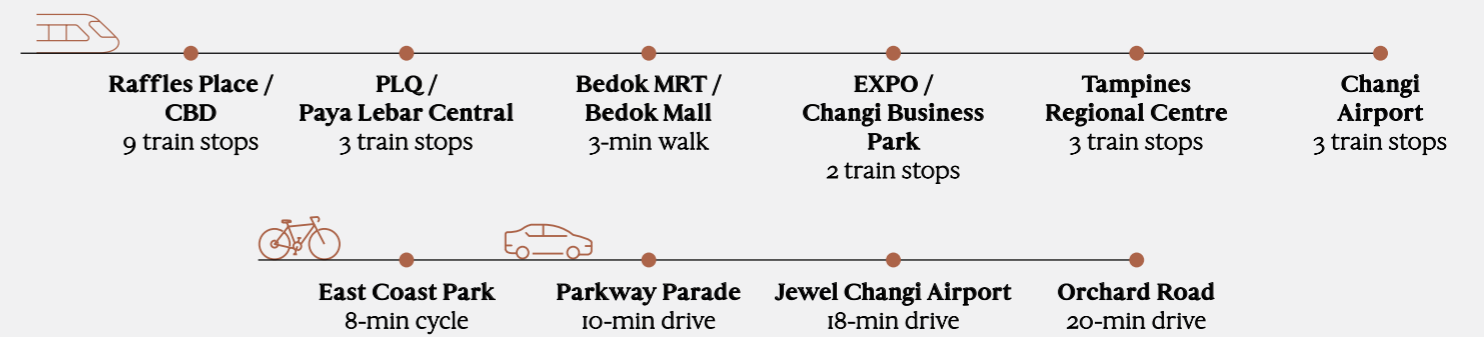 Raffles Place /
CBD
9 train stops
PLQ /
Paya Lebar Central
3 train stops
Bedok MRT /
Bedok Mall
3-min walk
EXPO /
Changi Business
Park
2 train stops
Tampines
Regional Centre
3 train stops
Changi
Airport
3 train stops
East Coast Park
8-min cycle
Parkway Parade
10-min drive
Jewel Changi Airport
18-min drive
Orchard Road
20-min drive